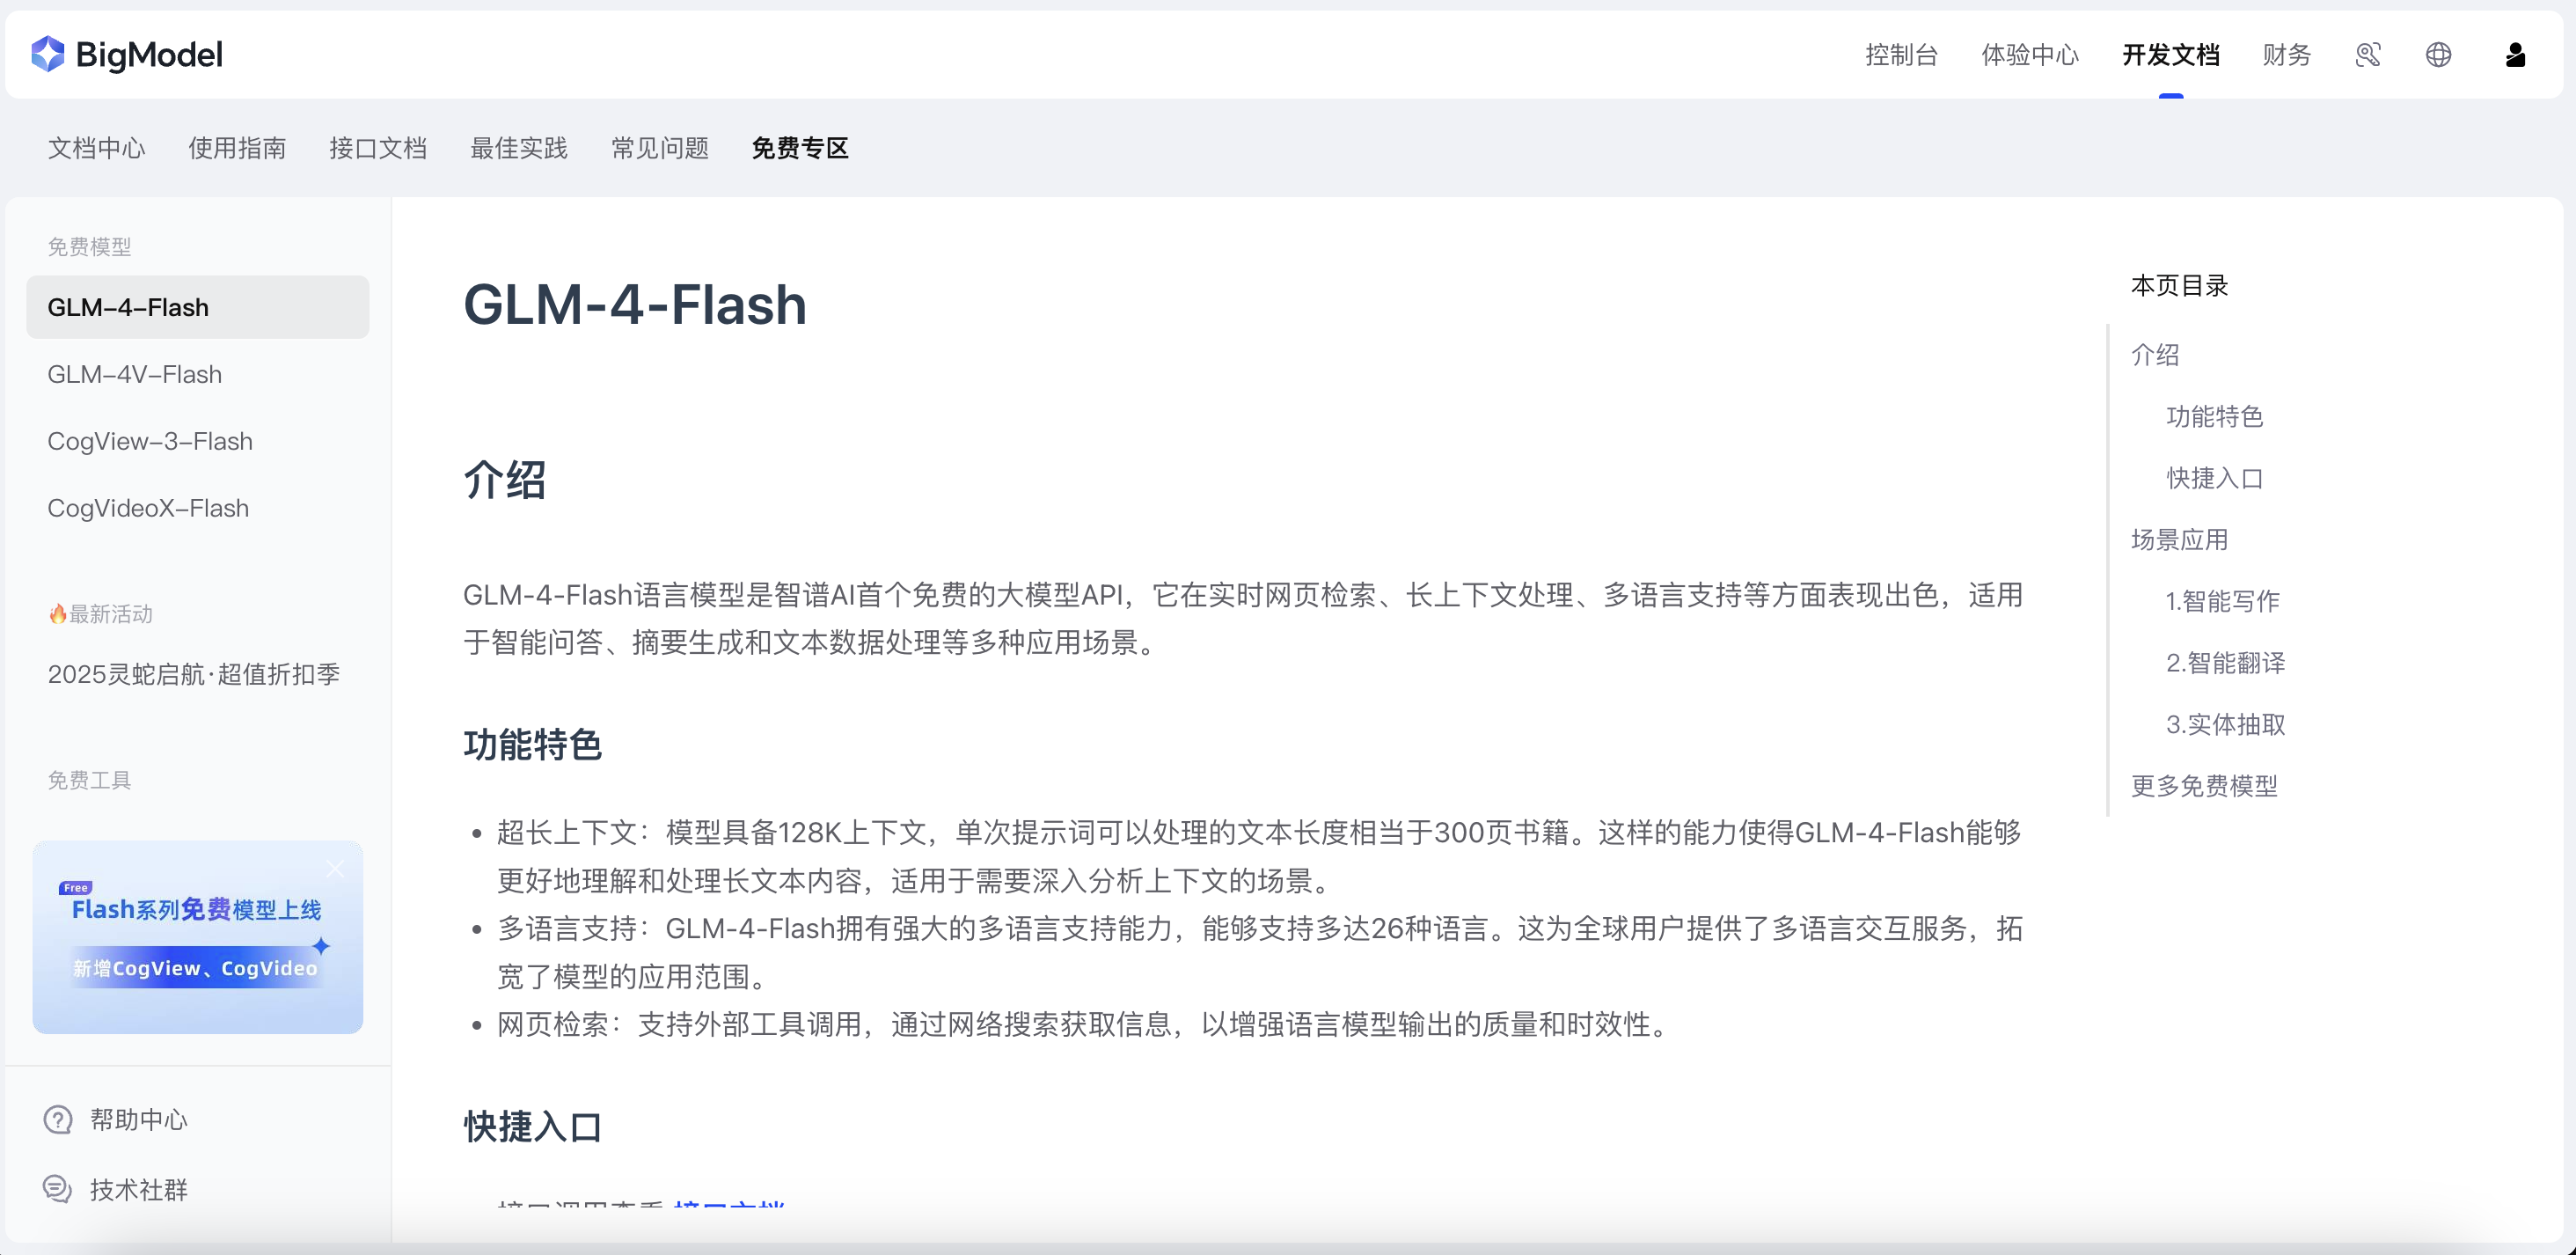 BigModel
控制台 体验中心 开发文档 财务
文档中心 使用指南 接口文档 最佳实践 常见问题 免费专区
免费模型
GLM-4-Flash
GLM-4V-Flash
CogView-3-Flash
CogVideoX-Flash
🔥最新活动
2025灵蛇启航·超值折扣季
免费工具
Free
Flash系列免费模型上线
新增CogView、CogVideo
帮助中心
技术社群
GLM-4-Flash
介绍
GLM-4-Flash语言模型是智谱AI首个免费的大模型API，它在实时网页检索、长上下文处理、多语言支持等方面表现出色，适用
于智能问答、摘要生成和文本数据处理等多种应用场景。
功能特色
• 超长上下文：模型具备128K上下文，单次提示词可以处理的文本长度相当于300页书籍。这样的能力使得GLM-4-Flash能够
更好地理解和处理长文本内容，适用于需要深入分析上下文的场景。
• 多语言支持：GLM-4-Flash拥有强大的多语言支持能力，能够支持多达26种语言。这为全球用户提供了多语言交互服务，拓
宽了模型的应用范围。
• 网页检索：支持外部工具调用，通过网络搜索获取信息，以增强语言模型输出的质量和时效性。
快捷入口
接口调用查看 接口文档
本页目录
介绍
功能特色
快捷入口
场景应用
1.智能写作
2.智能翻译
3.实体抽取
更多免费模型